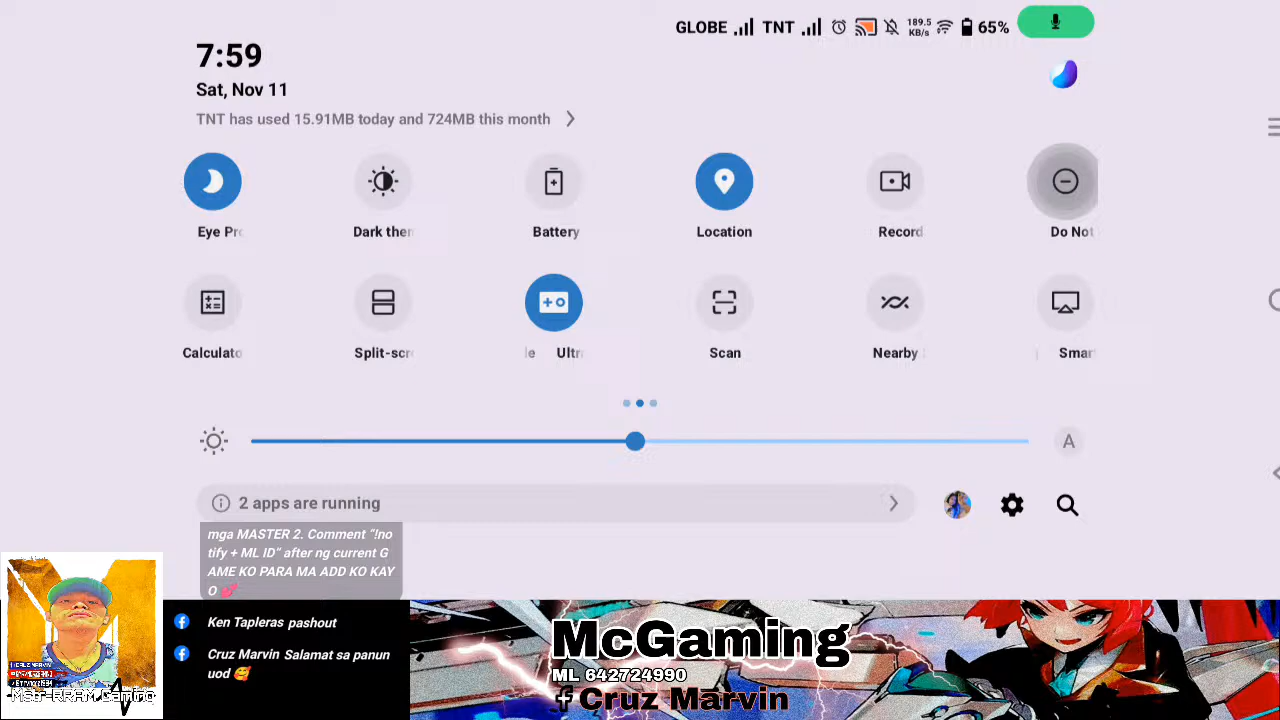 GLOBE TNT 189.5 KB/s 65%
7:59
Sat, Nov 11
TNT has used 15.91MB today and 724MB this month
Eye Pr Dark the Battery Location Record Do Not
Calculato Split-scr le Ultr Scan Nearby Smar
A
2 apps are running
mga MASTER 2. Comment "!no
tify + ML ID" after ng current G
AME KO PARA MA ADD KO KAY
O 💕
Ken Tapleras pashout
Cruz Marvin Salamat sa panun
uod 🥰
McGaming
ML 642724990
f Cruz Marvin